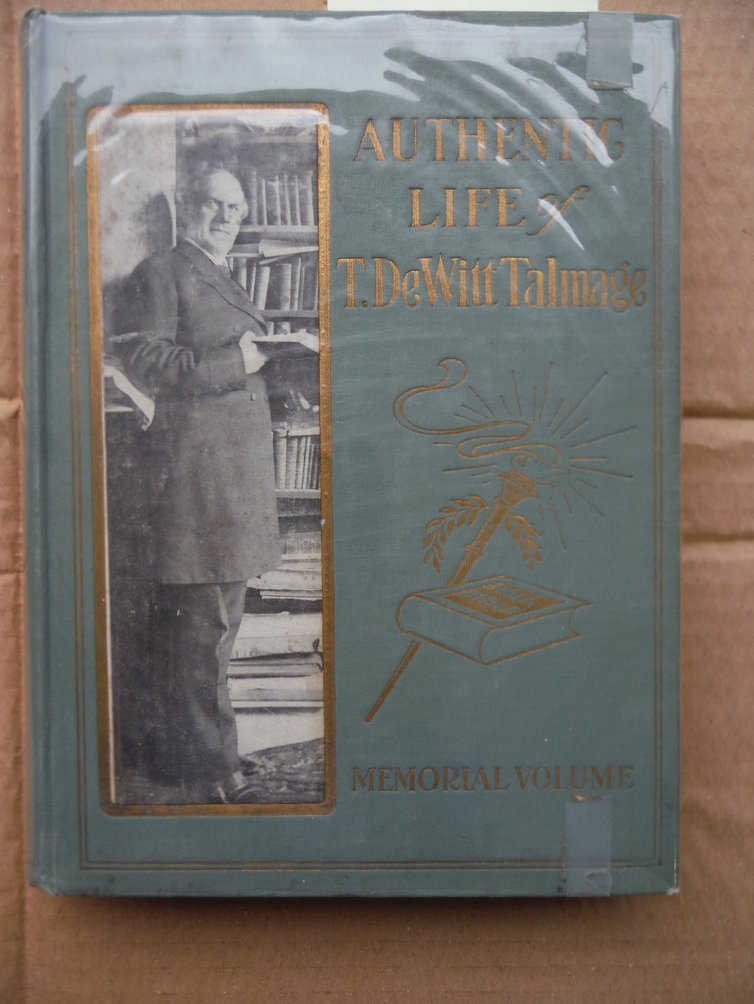 AUTHENTIC
LIFE of
T. DeWitt Talmage
MEMORIAL VOLUME